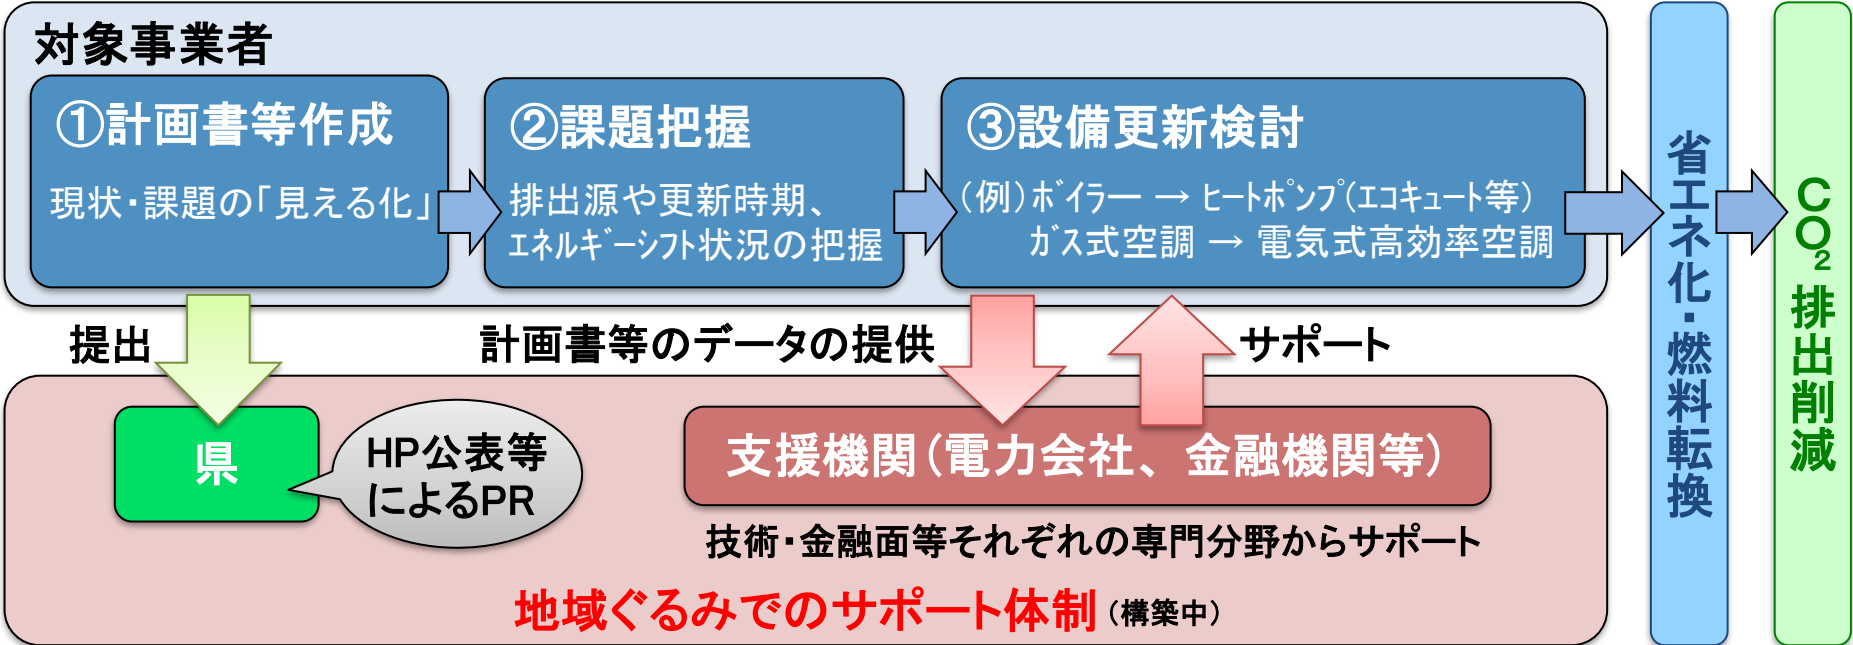 対象事業者
①計画書等作成
現状・課題の「見える化」
②課題把握
排出源や更新時期、
ｴﾈﾙｷﾞｰｼﾌﾄ状況の把握
③設備更新検討
（例）ﾎﾞｲﾗｰ → ﾋｰﾄﾎﾟﾝﾌﾟ(ｴｺｷｭｰﾄ等)
ｶﾞｽ式空調 → 電気式高効率空調
省エネ化・燃料転換
CO₂排出削減
提出
計画書等のデータの提供
サポート
県
HP公表等
によるPR
支援機関（電力会社、金融機関等）
技術・金融面等それぞれの専門分野からサポート
地域ぐるみでのサポート体制（構築中）